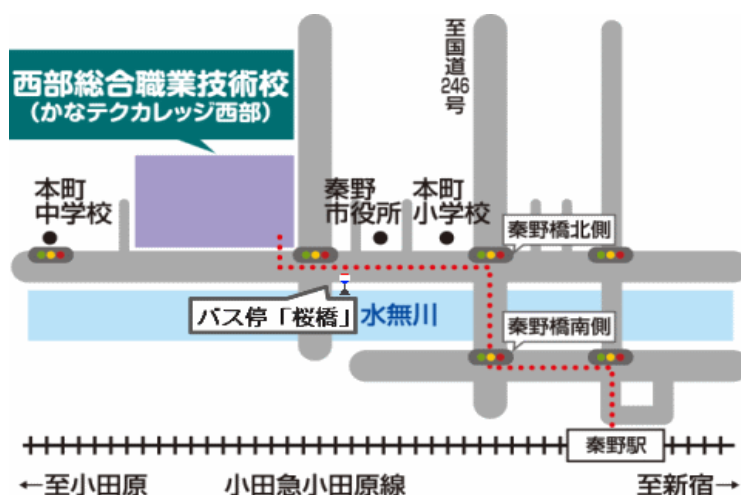 西部総合職業技術校
(かなテクカレッジ西部)
至国道246号
本町
中学校
秦野
市役所
本町
小学校
秦野橋北側
バス停「桜橋」
水無川
秦野橋南側
秦野駅
←至小田原
小田急小田原線
至新宿→